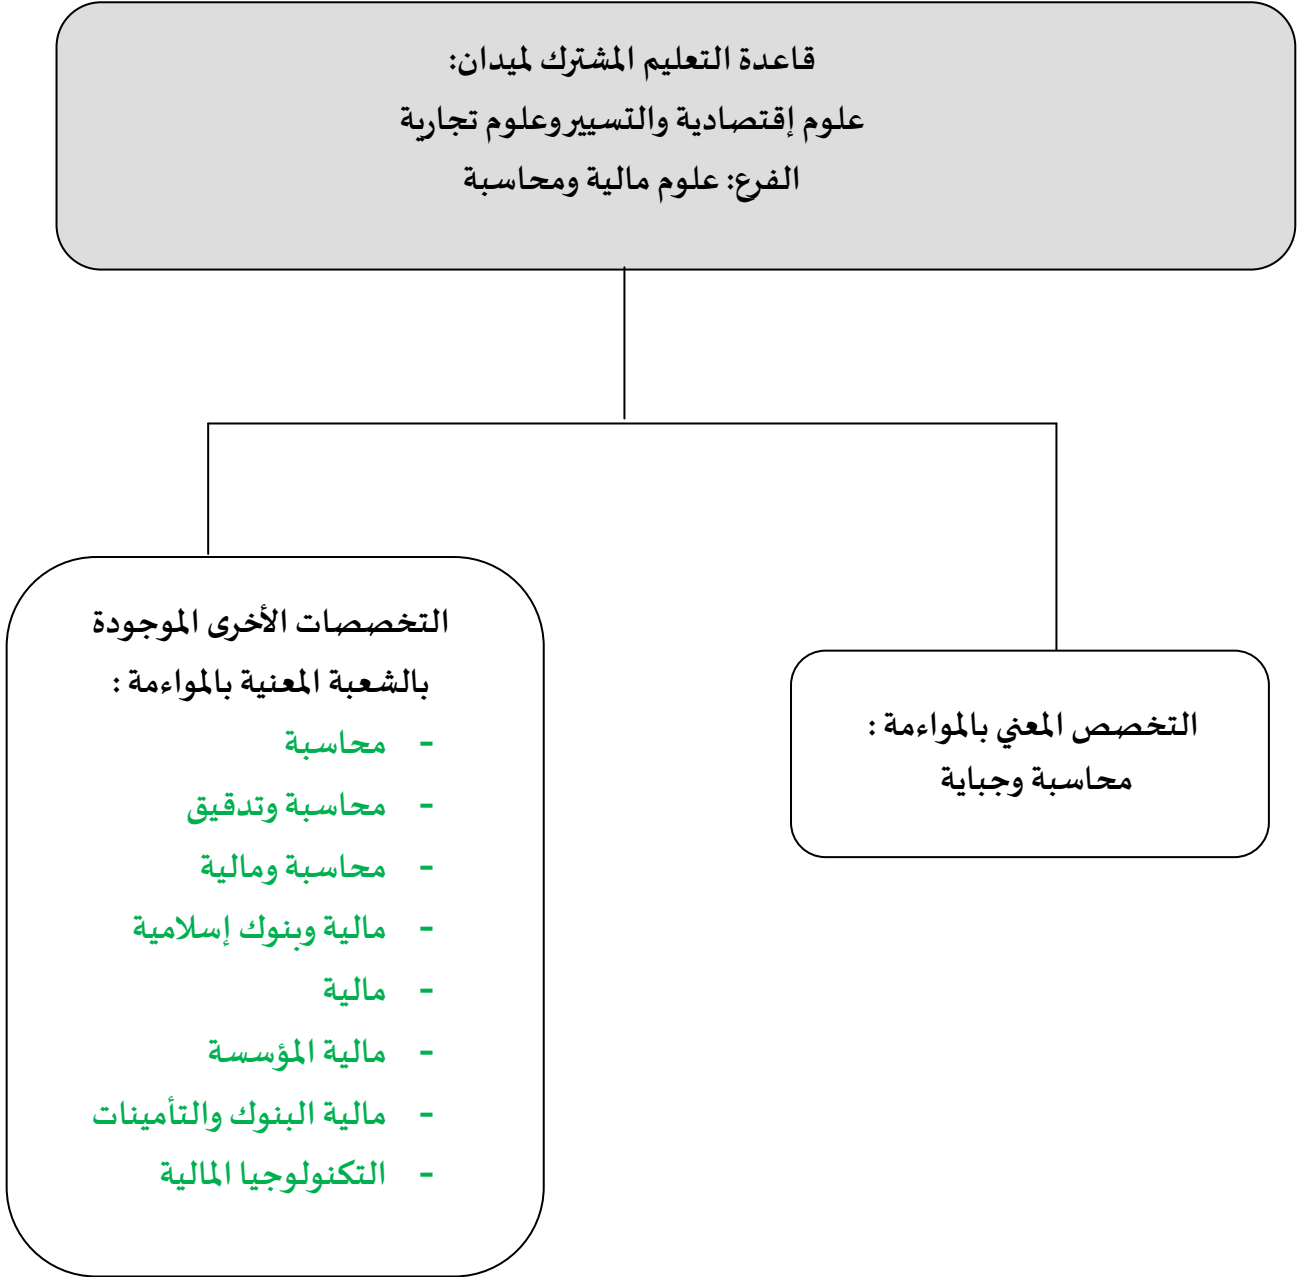 قاعدة التعليم المشترك لميدان:
علوم إقتصادية والتسيير وعلوم تجارية
الفرع: علوم مالية ومحاسبة
التخصص المعني بالمواءمة :
محاسبة وجباية
التخصصات الأخرى الموجودة
بالشعبة المعنية بالمواءمة :
- محاسبة
- محاسبة وتدقيق
- محاسبة ومالية
- مالية وبنوك إسلامية
- مالية
- مالية المؤسسة
- مالية البنوك والتأمينات
- التكنولوجيا المالية